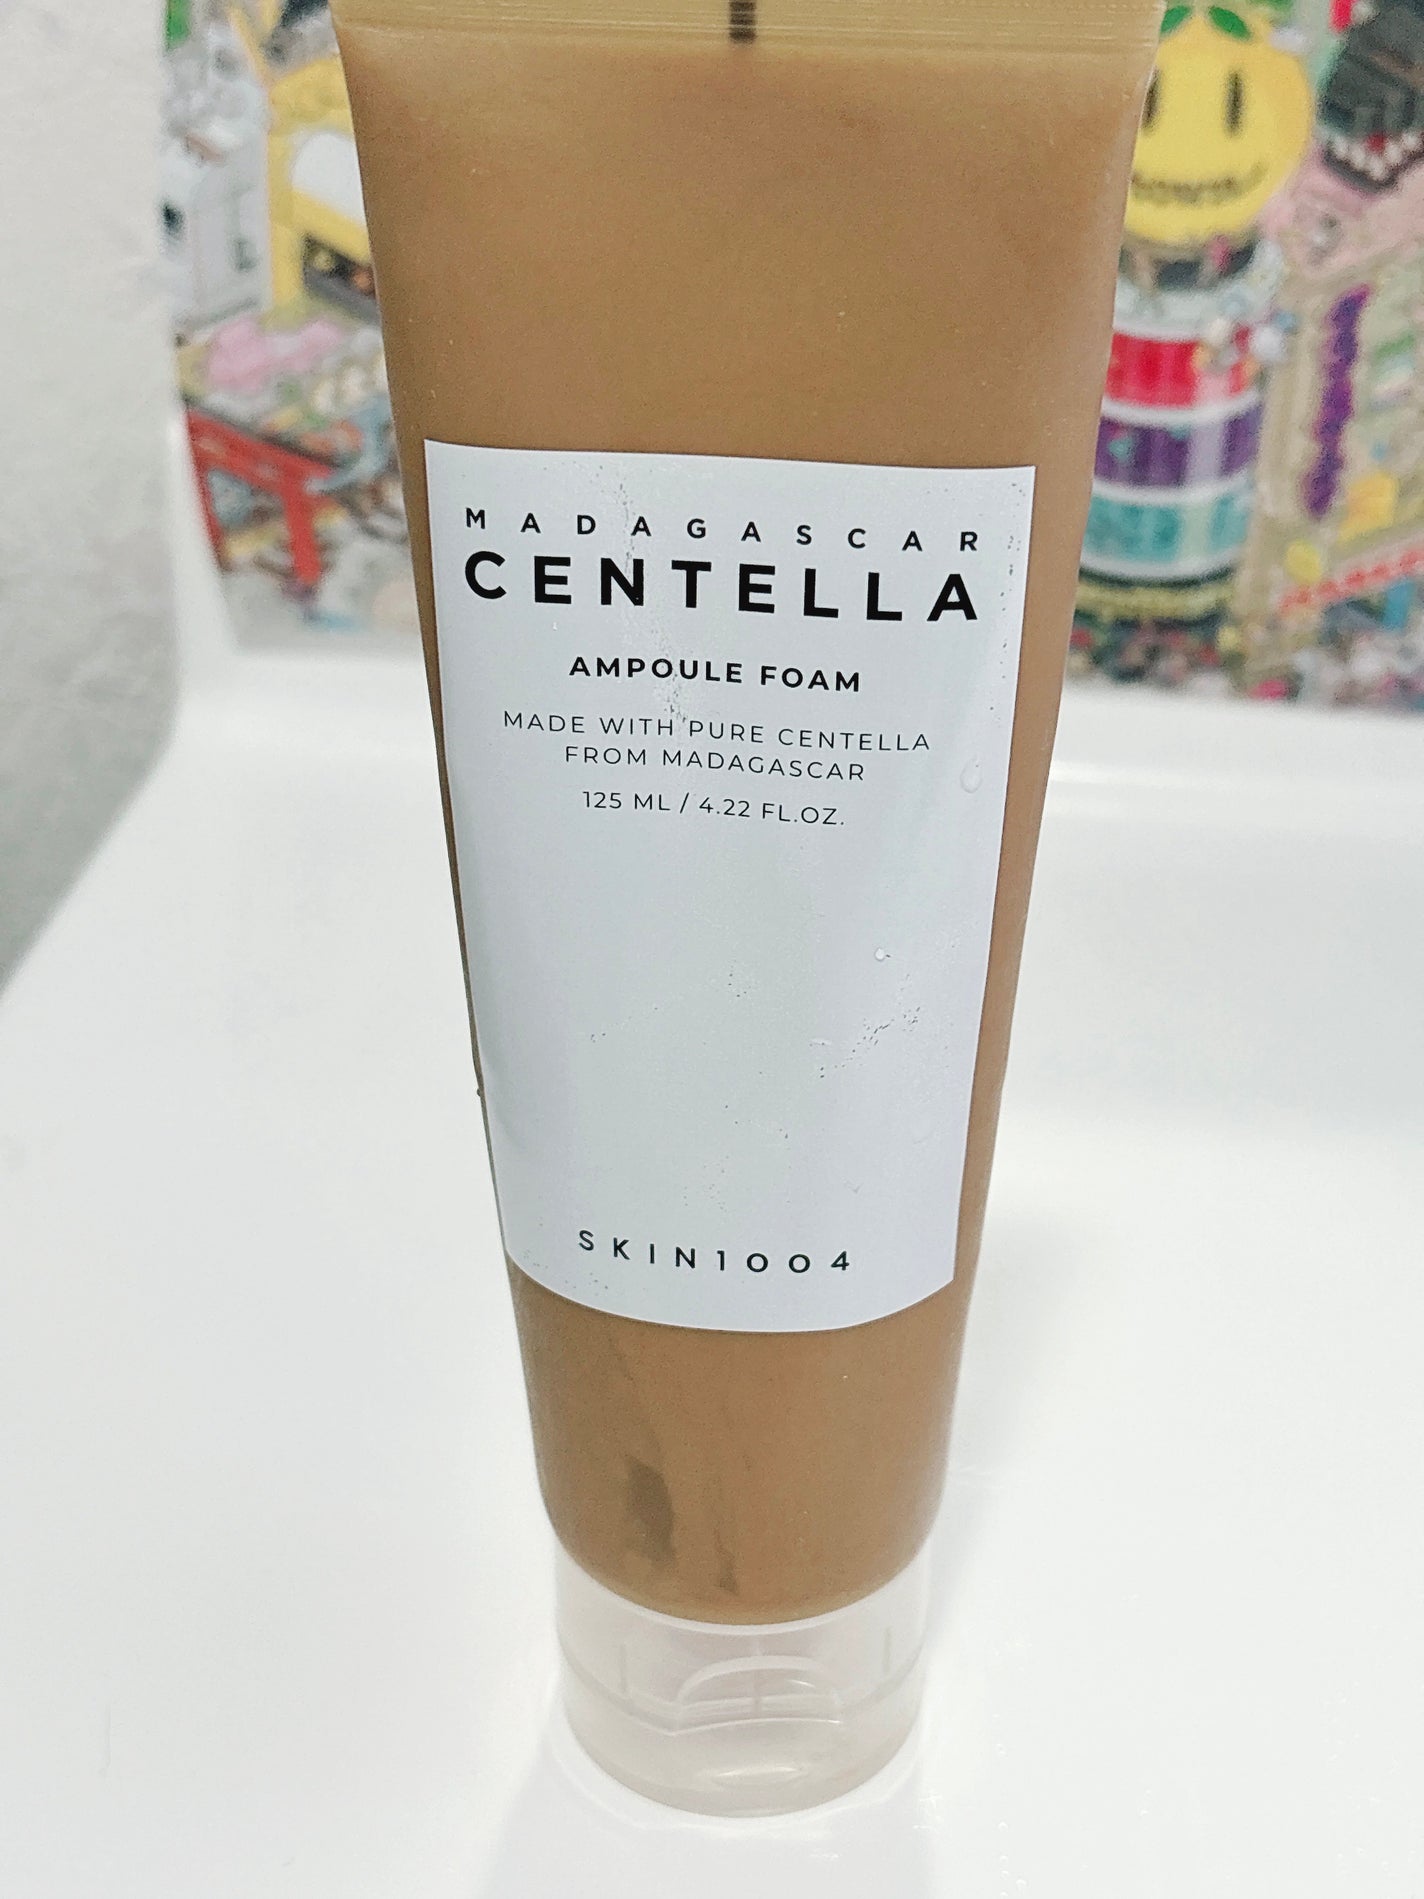 MADAGASCAR
CENTELLA
AMPOULE FOAM
MADE WITH PURE CENTELLA
FROM MADAGASCAR
125 ML / 4.22 FL.OZ.
SKIN1004